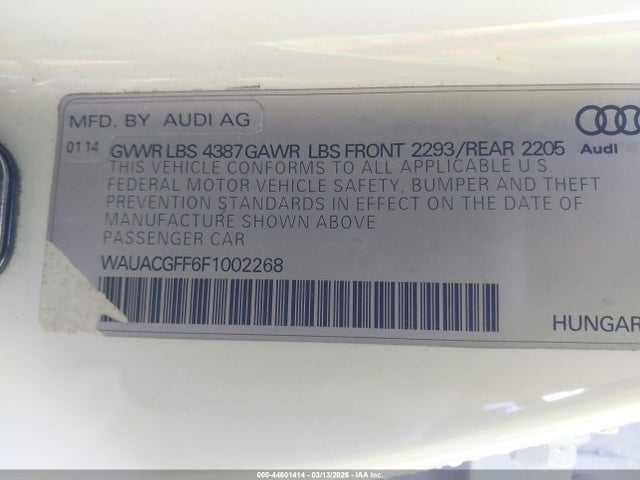 MFD. BY AUDI AG
01 14 GVWR LBS 4387 GAWR LBS FRONT 2293/REAR 2205
Audi
THIS VEHICLE CONFORMS TO ALL APPLICABLE U.S.
FEDERAL MOTOR VEHICLE SAFETY, BUMPER AND THEFT
PREVENTION STANDARDS IN EFFECT ON THE DATE OF
MANUFACTURE SHOWN ABOVE
PASSENGER CAR
WAUACGFF6F1002268
HUNGAR
000-44601414 - 03/13/2026 - IAA Inc.